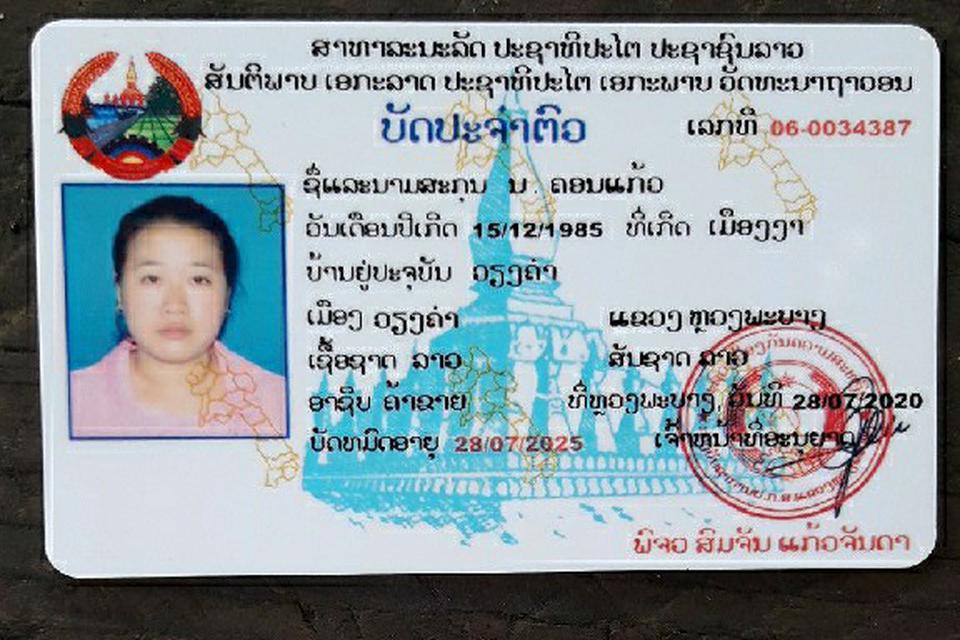 ສາທາລະນະລັດ ປະຊາທິປະໄຕ ປະຊາຊົນລາວ
ສັນຕິພາບ ເອກະລາດ ປະຊາທິປະໄຕ ເອກະພາບ ວັດທະນາຖາວອນ
ບັດປະຈຳຕົວ
ເລກທີ 06-0034387
ຊື່ແລະນາມສະກຸນ ນ. ຄອນແກ້ວ
ວັນເດືອນປີເກີດ 15/12/1985 ທີ່ເກີດ ເມືອງງາ
ບ້ານຢູ່ປະຈຸບັນ ວຽງຄຳ
ເມືອງ ວຽງຄຳ ແຂວງ ຫຼວງພະບາງ
ເຊື້ອຊາດ ລາວ ສັນຊາດ ລາວ
ອາຊີບ ຄ້າຂາຍ ທີ່ຫຼວງພະບາງ, ວັນທີ 28/07/2020
ບັດຫມົດອາຍຸ 28/07/2025 ເຈົ້າຫນ້າທີ່ອະນຸຍາດ
ພົຈວ ສົມຈັນ ແກ້ວຈັນດາ